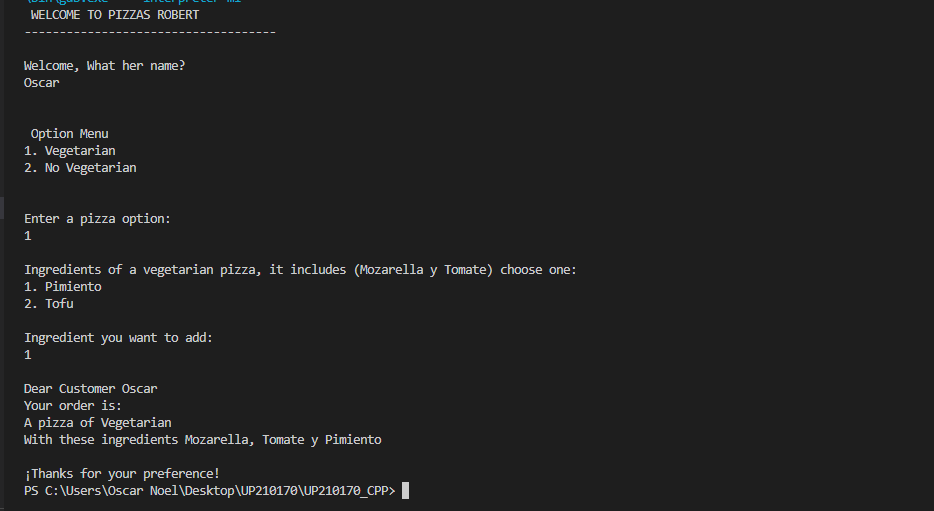 WELCOME TO PIZZAS ROBERT
------------------------------------
Welcome, What her name?
Oscar
Option Menu
1. Vegetarian
2. No Vegetarian
Enter a pizza option:
1
Ingredients of a vegetarian pizza, it includes (Mozarella y Tomate) choose one:
1. Pimiento
2. Tofu
Ingredient you want to add:
1
Dear Customer Oscar
Your order is:
A pizza of Vegetarian
With these ingredients Mozarella, Tomate y Pimiento
¡Thanks for your preference!
PS C:\Users\Oscar Noel\Desktop\UP210170\UP210170_CPP>